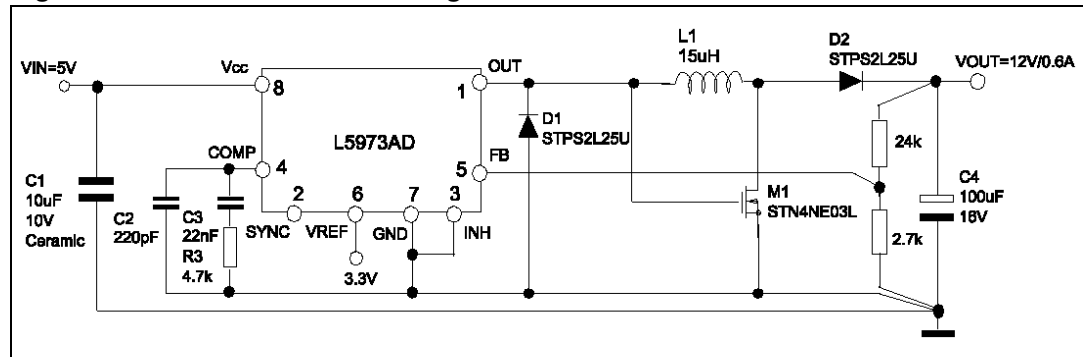 VIN=5V
C1
10uF
10V
Ceramic
C2
220pF
C3
22nF
R3
4.7k
Vcc
8
COMP
4
L5973AD
2
6
7
3
SYNC
VREF
GND
INH
3.3V
OUT
1
5
FB
D1
STPS2L25U
L1
15uH
M1
STN4NE03L
D2
STPS2L25U
VOUT=12V/0.6A
24k
2.7k
C4
100uF
16V